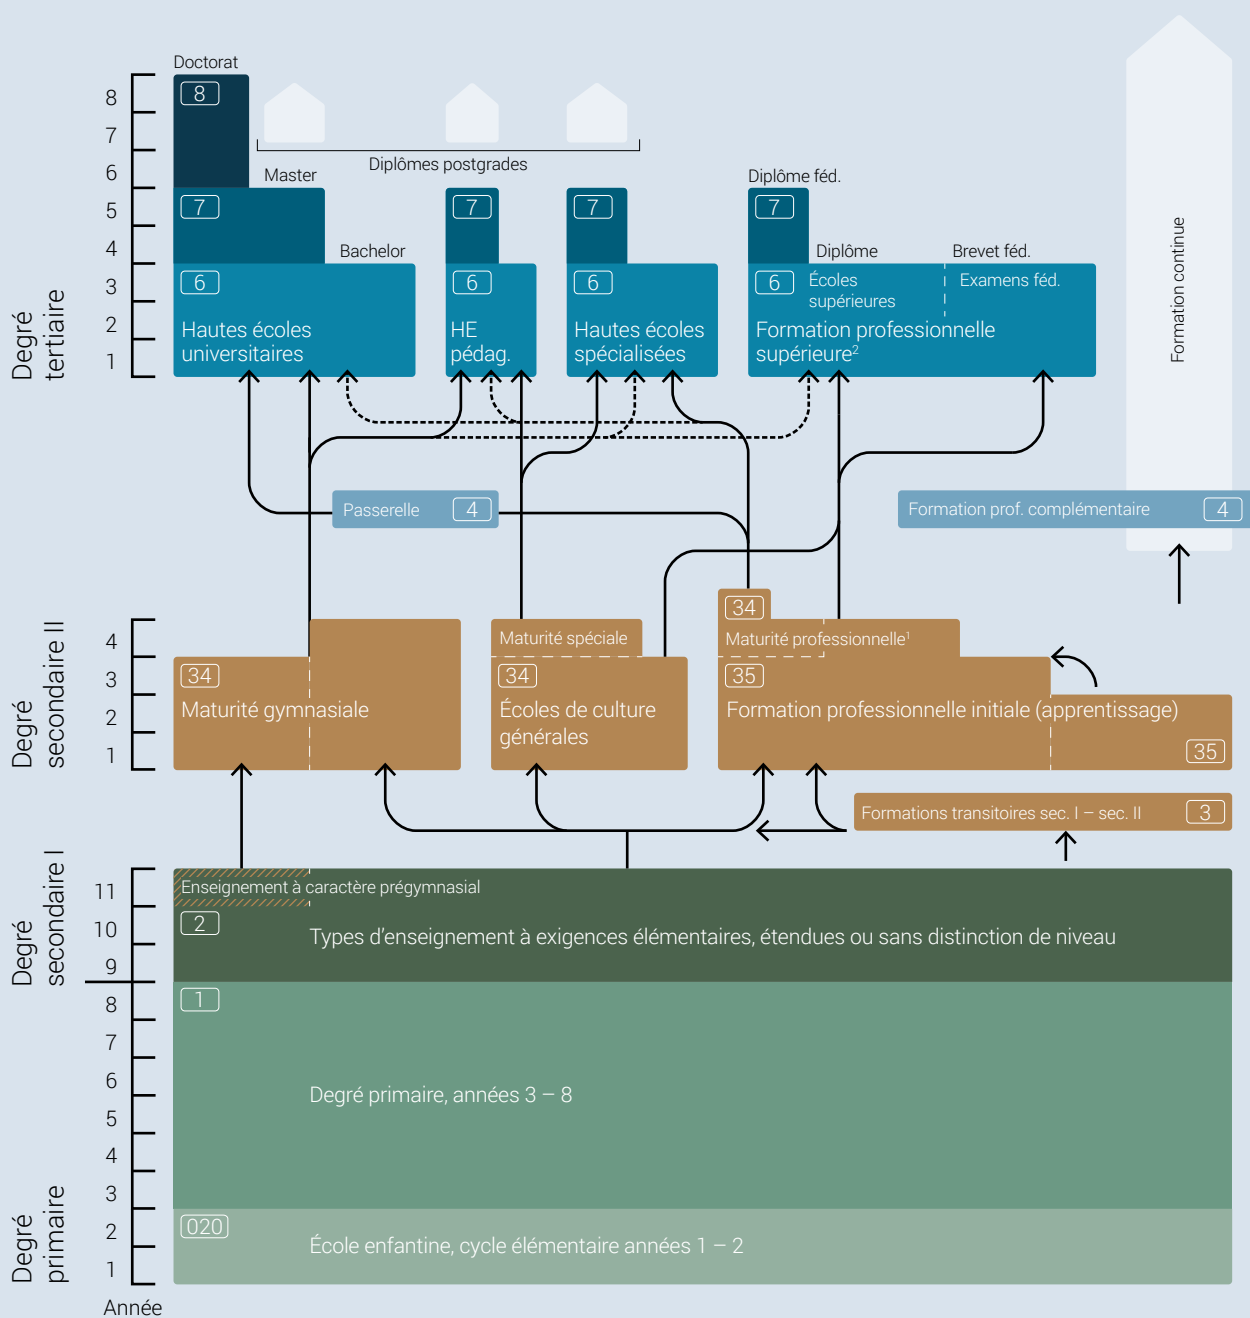 Doctorat
8
8
7
Diplômes postgrades
6
Master
Diplôme féd.
5
7
7
7
7
4
Bachelor
Diplôme
Brevet féd.
3
6
6
6
6
Écoles
supérieures
Examens féd.
2
Hautes écoles
universitaires
HE
pédag.
Hautes écoles
spécialisées
Formation professionnelle
supérieure²
1
Degré
tertiaire
Formation continue
Passerelle
4
Formation prof. complémentaire
4
34
4
Maturité spéciale
Maturité professionnelle¹
3
34
34
35
2
Maturité gymnasiale
Écoles de culture
générales
Formation professionnelle initiale (apprentissage)
1
35
Degré
secondaire II
Formations transitoires sec. I – sec. II
3
11
Enseignement à caractère prégymnasial
10
2
Types d’enseignement à exigences élémentaires, étendues ou sans distinction de niveau
9
Degré
secondaire I
8
1
7
6
Degré primaire, années 3 – 8
5
4
3
2
020
École enfantine, cycle élémentaire années 1 – 2
1
Degré
primaire
Année